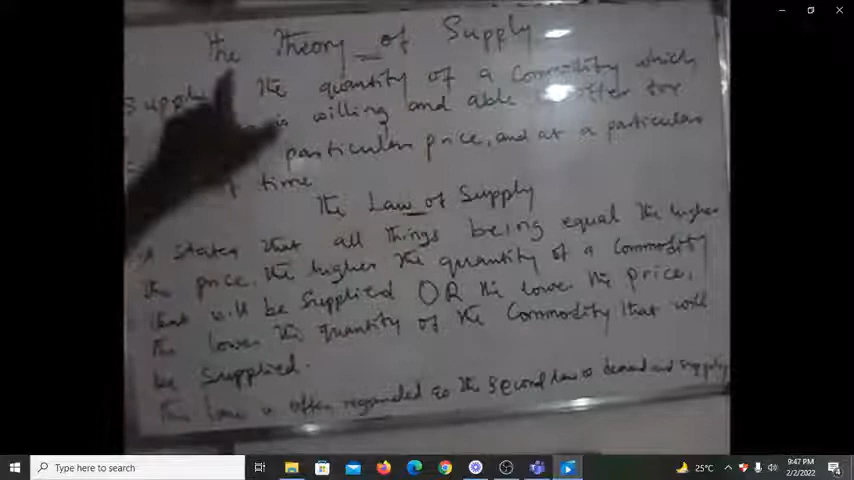 The Theory of Supply
the quantity of a commodity which
is willing and able offer for
particular price, and at a particular
time
The Law of Supply
It states that all things being equal the higher
the price, the higher the quantity of a commodity
that will be supplied OR the lower the price,
the lower the quantity of the commodity that will
be supplied.
This law is often regarded as the second law of demand and supply
Type here to search
25°C
9:47 PM
2/2/2022